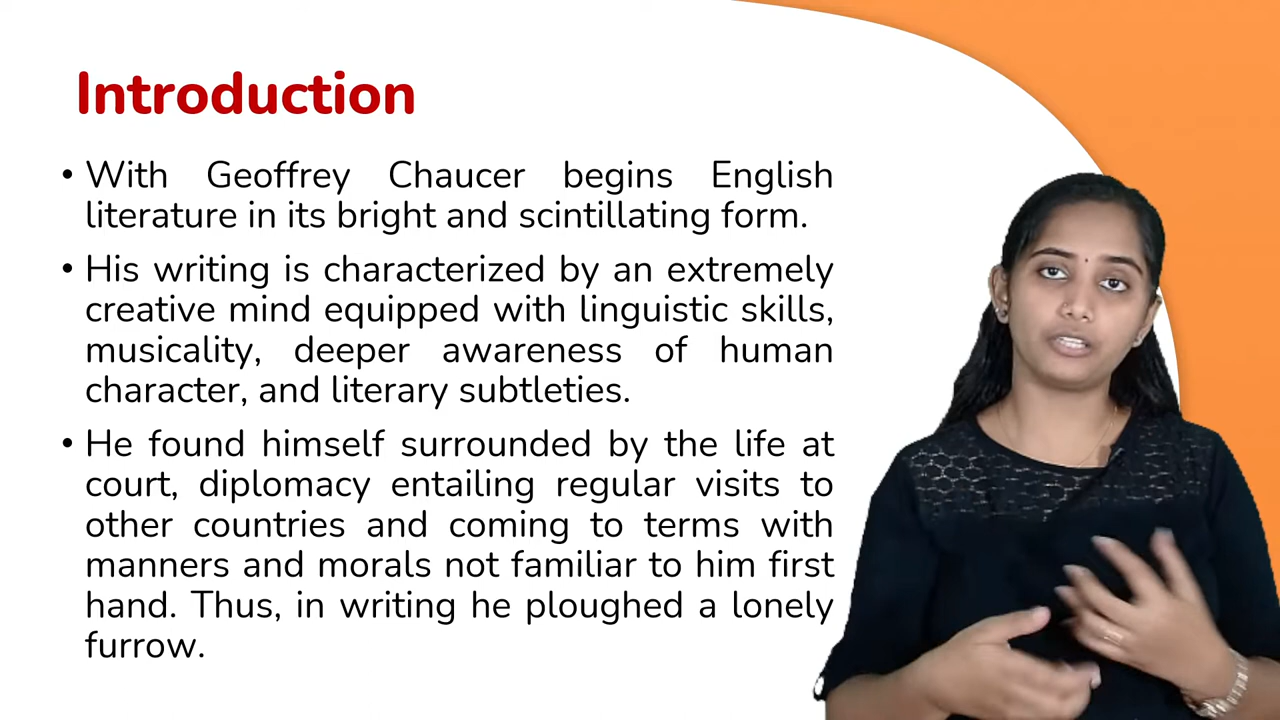 Introduction
• With Geoffrey Chaucer begins English
literature in its bright and scintillating form.
• His writing is characterized by an extremely
creative mind equipped with linguistic skills,
musicality, deeper awareness of human
character, and literary subtleties.
• He found himself surrounded by the life at
court, diplomacy entailing regular visits to
other countries and coming to terms with
manners and morals not familiar to him first
hand. Thus, in writing he ploughed a lonely
furrow.